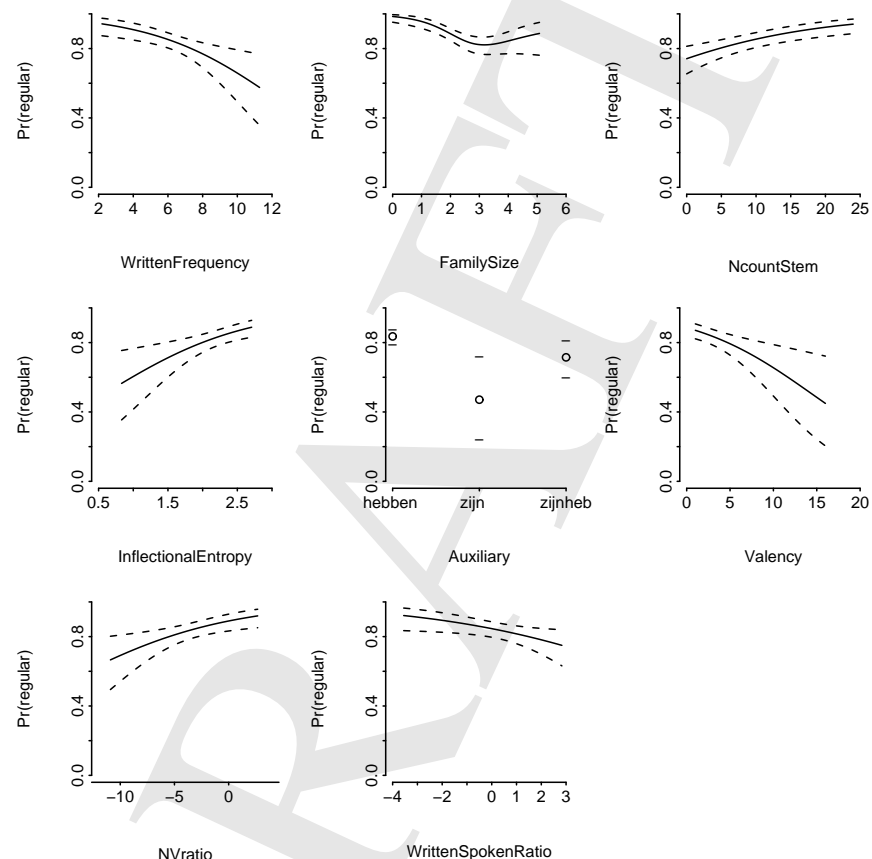 Pr(regular)
0.0 0.4 0.8
2 4 6 8 10 12
WrittenFrequency
Pr(regular)
0.0 0.4 0.8
0 1 2 3 4 5 6
FamilySize
Pr(regular)
0.0 0.4 0.8
0 5 10 15 20 25
NcountStem
Pr(regular)
0.0 0.4 0.8
0.5 1.5 2.5
InflectionalEntropy
Pr(regular)
0.0 0.4 0.8
hebben zijn zijnheb
Auxiliary
Pr(regular)
0.0 0.4 0.8
0 5 10 15 20
Valency
Pr(regular)
0.0 0.4 0.8
−10 −5 0
NVratio
Pr(regular)
0.0 0.4 0.8
−4 −2 0 1 2 3
WrittenSpokenRatio
RAFT